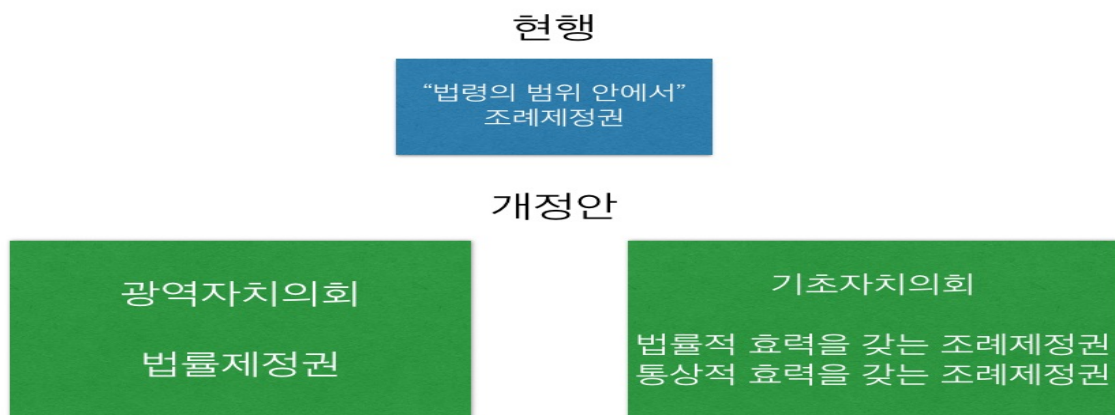 현행
“법령의 범위 안에서”
조례제정권
개정안
광역자치의회
법률제정권
기초자치의회
법률적 효력을 갖는 조례제정권
통상적 효력을 갖는 조례제정권